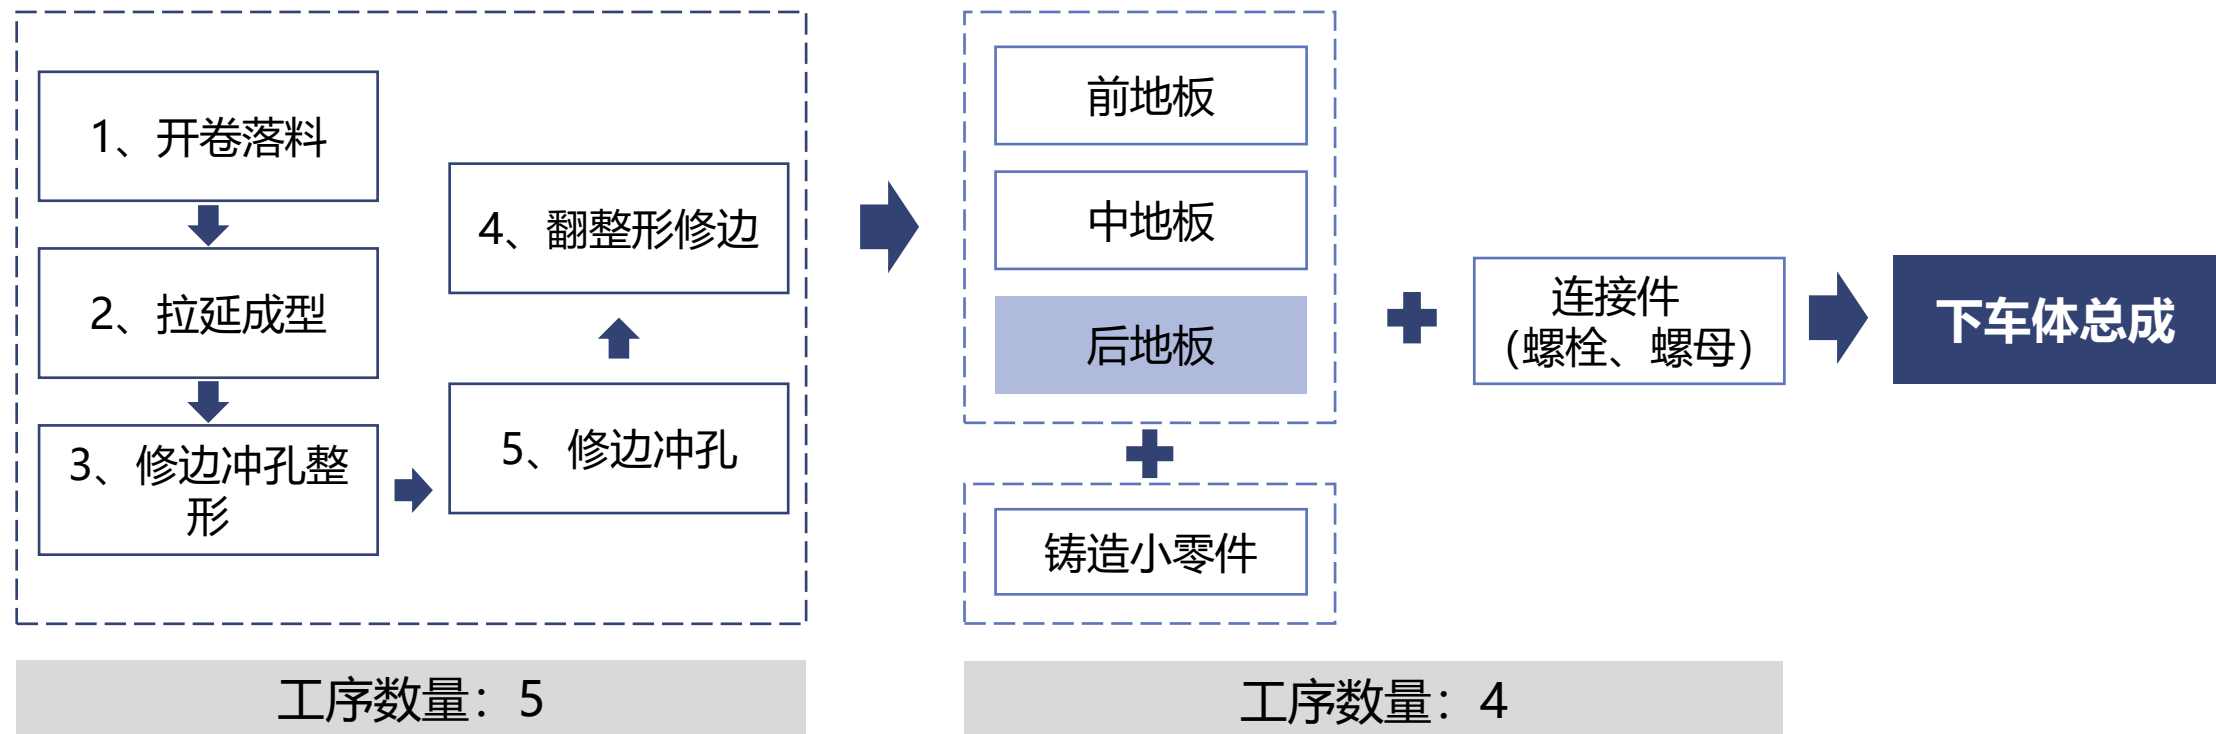 1、开卷落料
2、拉延成型
3、修边冲孔整
形
4、翻整形修边
5、修边冲孔
工序数量：5
前地板
中地板
后地板
铸造小零件
连接件
（螺栓、螺母）
下车体总成
工序数量：4